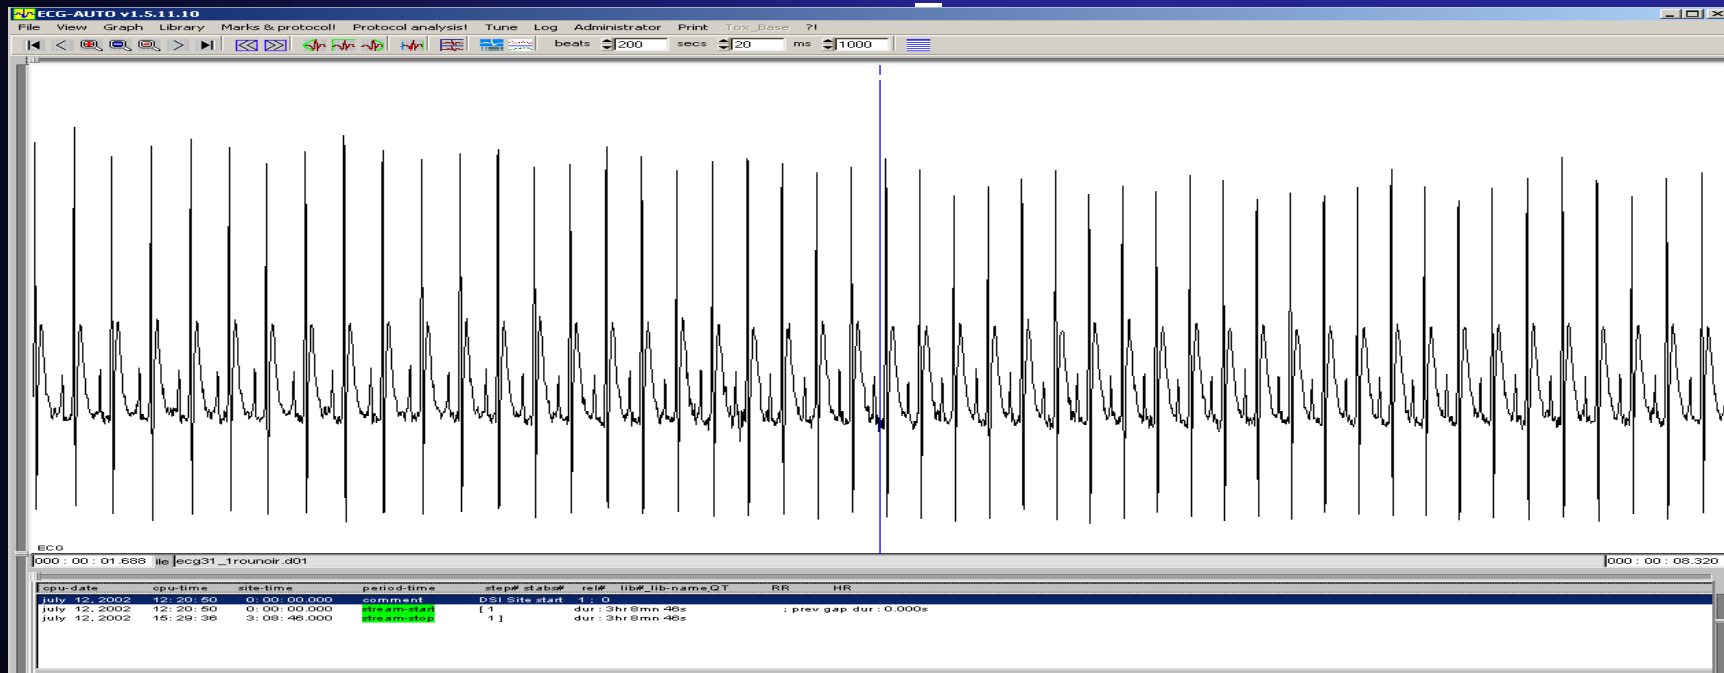 ECG-AUTO v1.5.11.10
File View Graph Library Marks & protocol! Protocol analysis! Tune Log Administrator Print Tox_Base ?!
beats 200 secs 20 ms 1000
ECG
000 : 00 : 01.688 ile ecg31_1rounoir.d01 000 : 00 : 08.320
cpu-date cpu-time site-time period-time step# stabs# rel# lib#_lib-name QT RR HR
july 12, 2002 12: 20: 50 0: 00: 00.000 comment DSI Site start 1 ; 0
july 12, 2002 12: 20: 50 0: 00: 00.000 stream-start [ 1 dur : 3hr 8mn 46s ; prev gap dur : 0.000s
july 12, 2002 15: 29: 36 3: 08: 46.000 stream-stop 1 ] dur : 3hr 8mn 46s